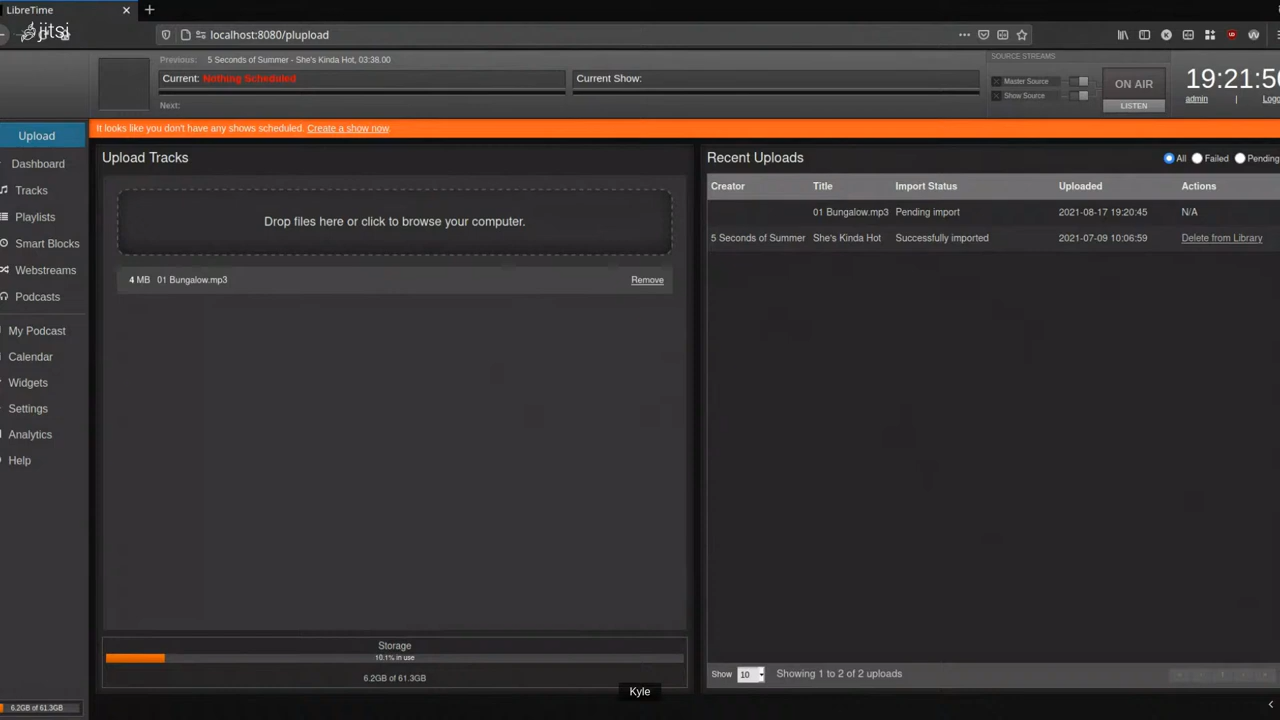 LibreTime
jitsi
localhost:8080/plupload
Previous: 5 Seconds of Summer - She's Kinda Hot, 03:38.00
Current: Nothing Scheduled
Next:
Current Show:
SOURCE STREAMS
Master Source
Show Source
ON AIR
LISTEN
19:21:50
admin | Logo
It looks like you don't have any shows scheduled. Create a show now.
Upload
Dashboard
Tracks
Playlists
Smart Blocks
Webstreams
Podcasts
My Podcast
Calendar
Widgets
Settings
Analytics
Help
6.2GB of 61.3GB
Upload Tracks
Drop files here or click to browse your computer.
4 MB 01 Bungalow.mp3 Remove
Storage
10.1% in use
6.2GB of 61.3GB
Recent Uploads
All Failed Pending
Creator Title Import Status Uploaded Actions
01 Bungalow.mp3 Pending import 2021-08-17 19:20:45 N/A
5 Seconds of Summer She's Kinda Hot Successfully imported 2021-07-09 10:06:59 Delete from Library
Show 10 Showing 1 to 2 of 2 uploads
1
Kyle